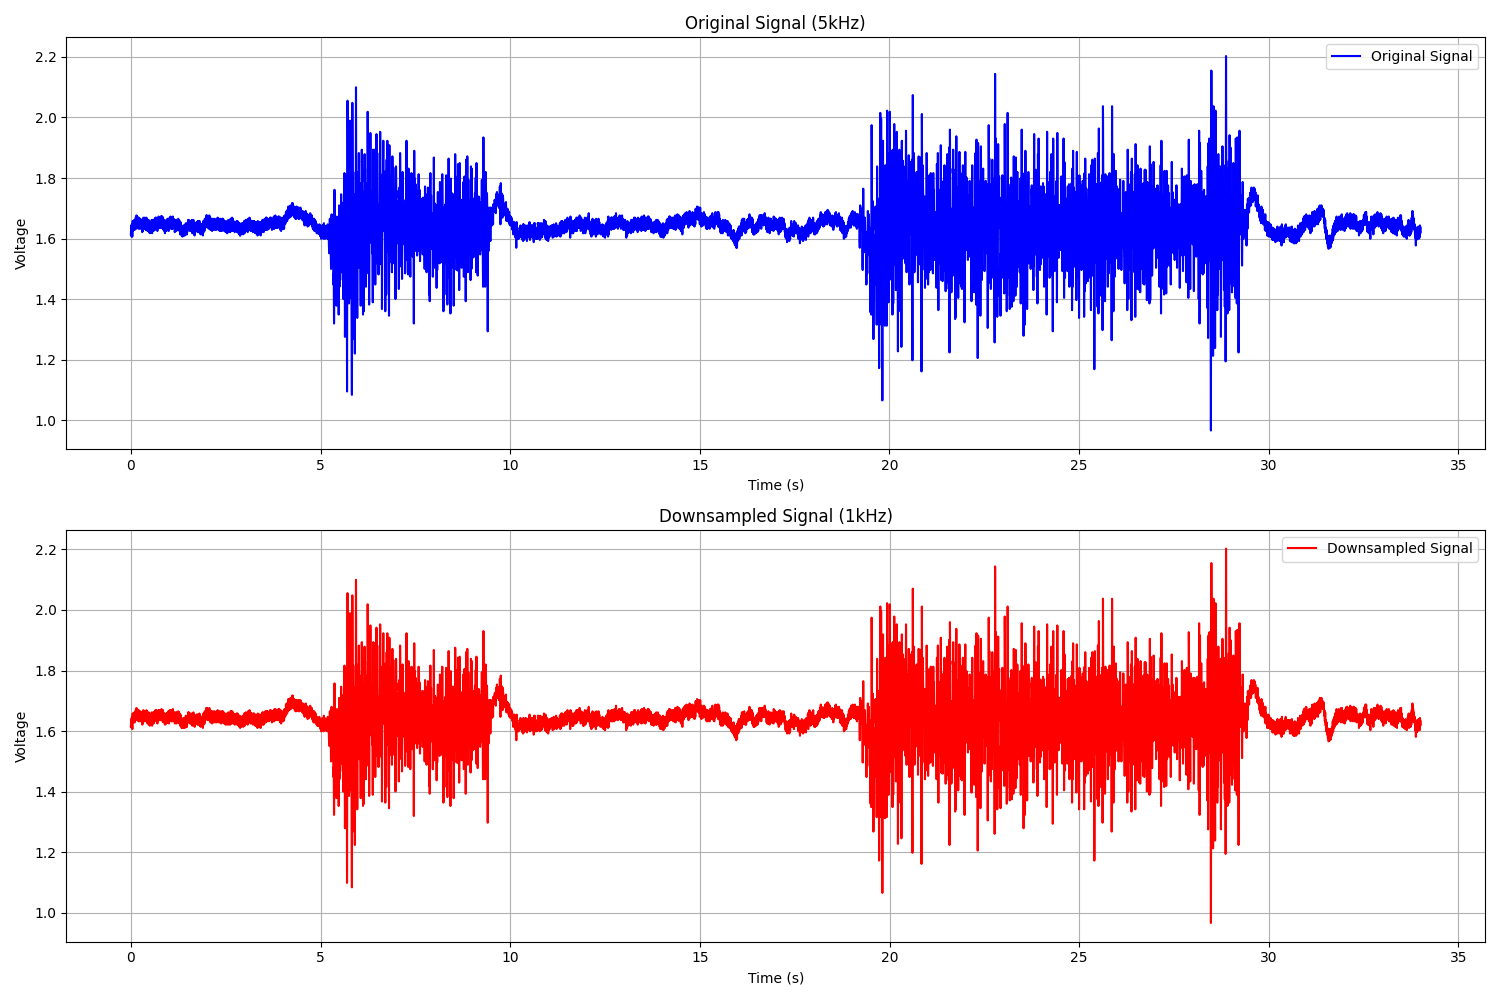 Original Signal (5kHz)
Original Signal
2.2
2.0
1.8
1.6
1.4
1.2
1.0
Voltage
0 5 10 15 20 25 30 35
Time (s)
Downsampled Signal (1kHz)
Downsampled Signal
2.2
2.0
1.8
1.6
1.4
1.2
1.0
Voltage
0 5 10 15 20 25 30 35
Time (s)